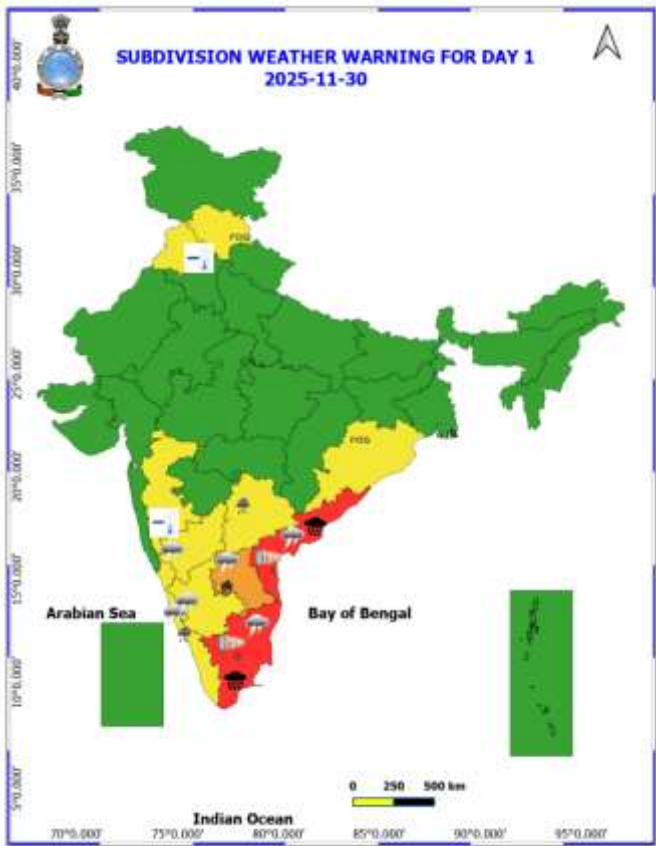 SUBDIVISION WEATHER WARNING FOR DAY 1
2025-11-30
40°0.000'
35°0.000'
30°0.000'
25°0.000'
20°0.000'
15°0.000'
10°0.000'
5°0.000'
FOG
FOG
Arabian Sea
Bay of Bengal
0 250 500 km
Indian Ocean
70°0.000' 75°0.000' 80°0.000' 85°0.000' 90°0.000' 95°0.000'